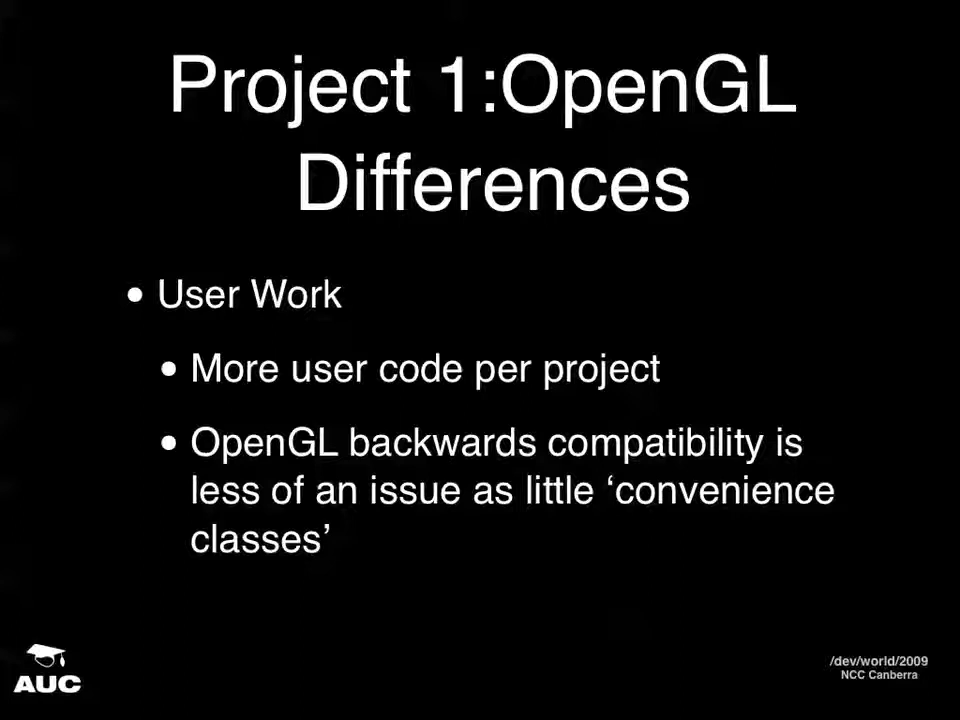 Project 1:OpenGL
Differences
• User Work
• More user code per project
• OpenGL backwards compatibility is
less of an issue as little ‘convenience
classes’
AUC
/dev/world/2009
NCC Canberra